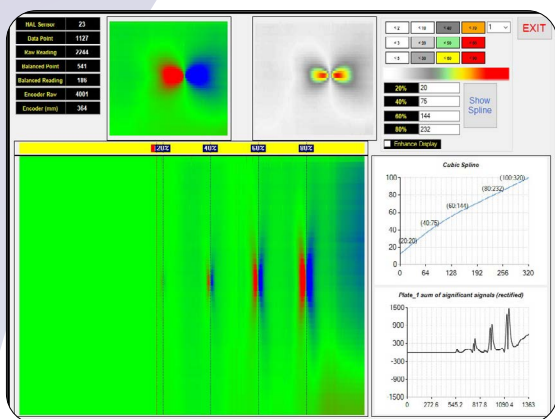 HAL Sensor 23
Data Point 1127
Raw Reading 2244
Balanced Point 541
Balanced Reading 186
Encoder Raw 4001
Encoder (mm) 364
1
EXIT
20% 20
40% 75
60% 144
80% 232
Show
Spline
Enhance Display
20% 40% 60% 80%
Cubic Spline
100
80
60
40
20
0
(20:20)
(40:75)
(60:144)
(80:232)
(100:320)
0 64 128 192 256 320
Plate_1 sum of significant signals (rectified)
1500
900
300
-300
-900
1500
0 272.6 545.2 817.8 1090.4 1363